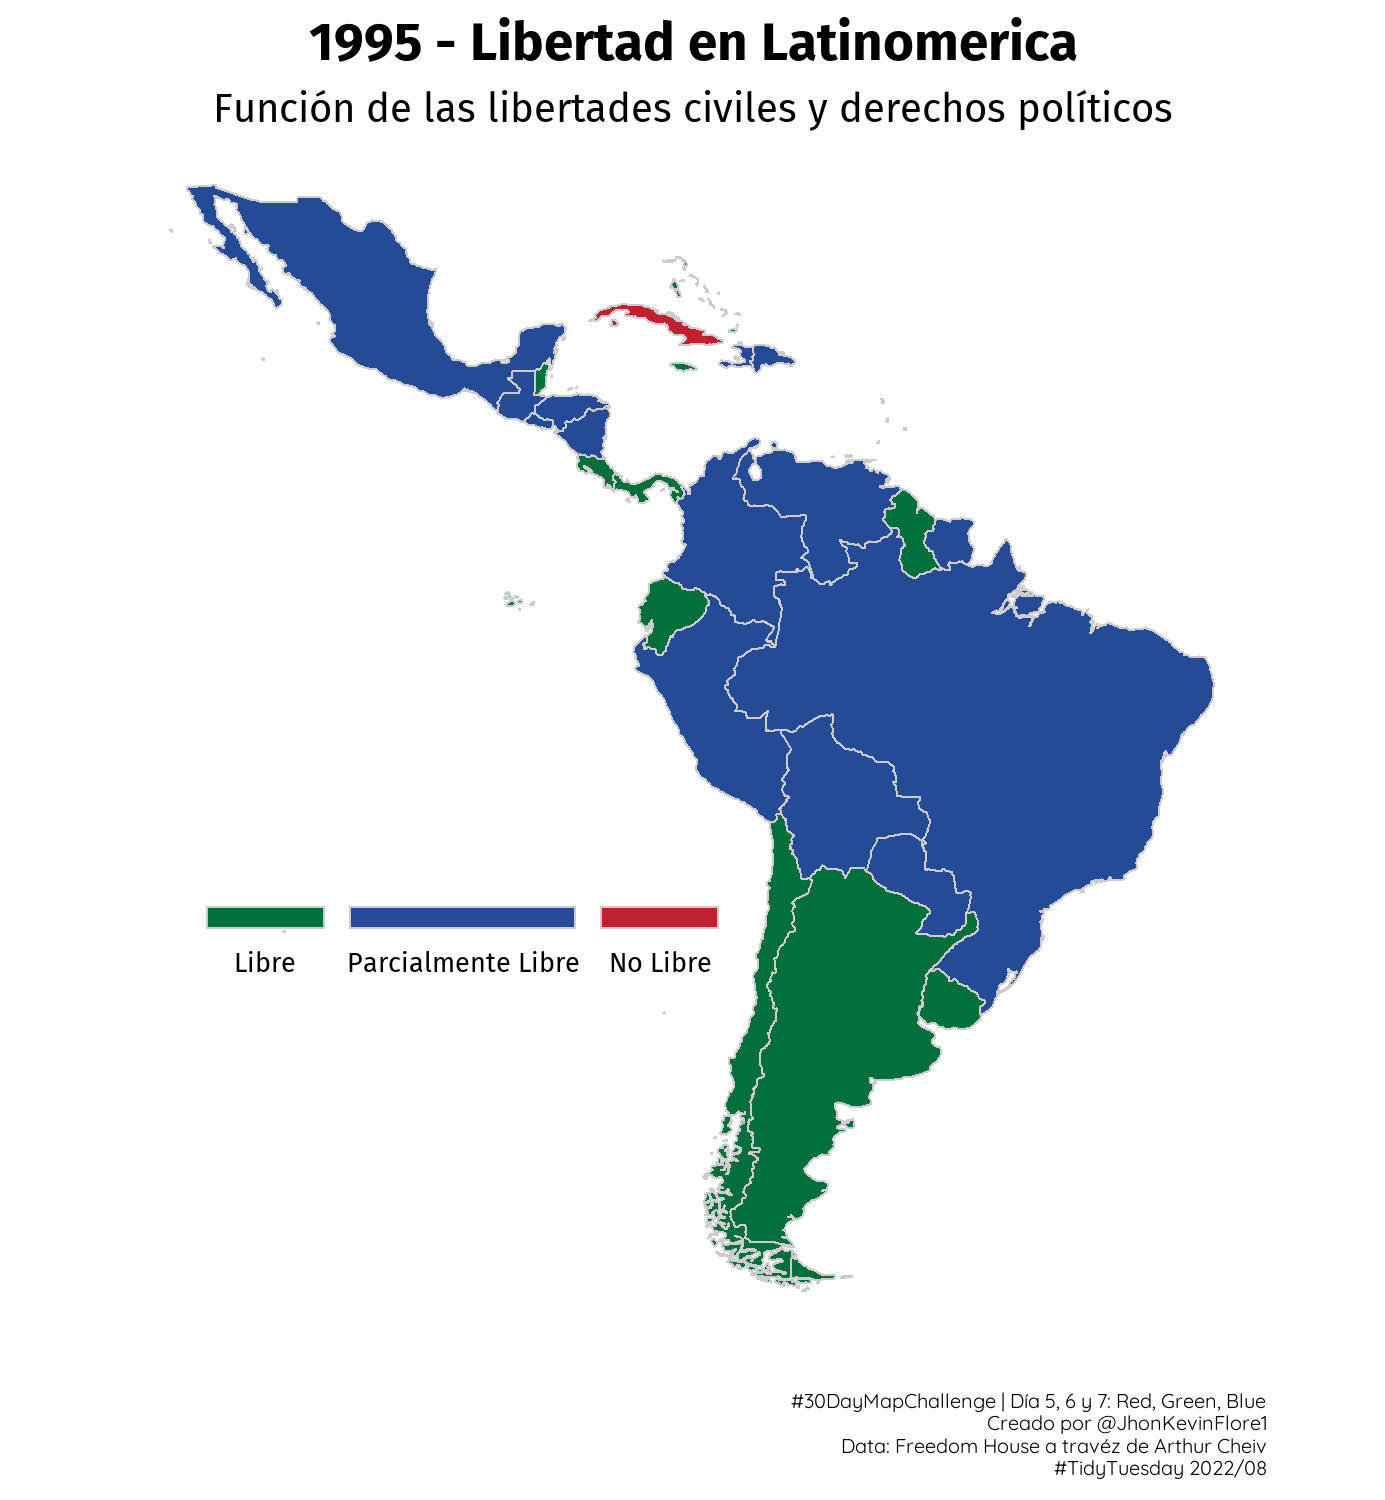 1995 - Libertad en Latinomerica
Función de las libertades civiles y derechos políticos
Libre
Parcialmente Libre
No Libre
#30DayMapChallenge | Día 5, 6 y 7: Red, Green, Blue
Creado por @JhonKevinFlore1
Data: Freedom House a travéz de Arthur Cheiv
#TidyTuesday 2022/08